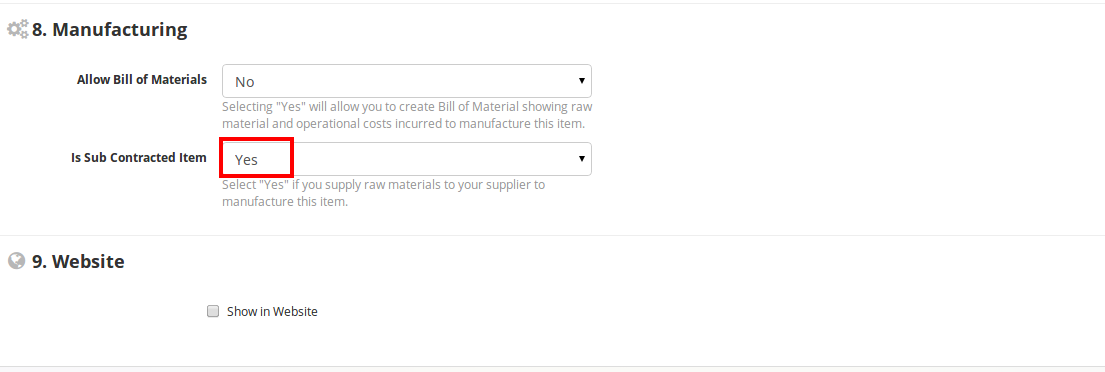 8. Manufacturing
Allow Bill of Materials
No
Selecting "Yes" will allow you to create Bill of Material showing raw
material and operational costs incurred to manufacture this item.
Is Sub Contracted Item
Yes
Select "Yes" if you supply raw materials to your supplier to
manufacture this item.
9. Website
Show in Website